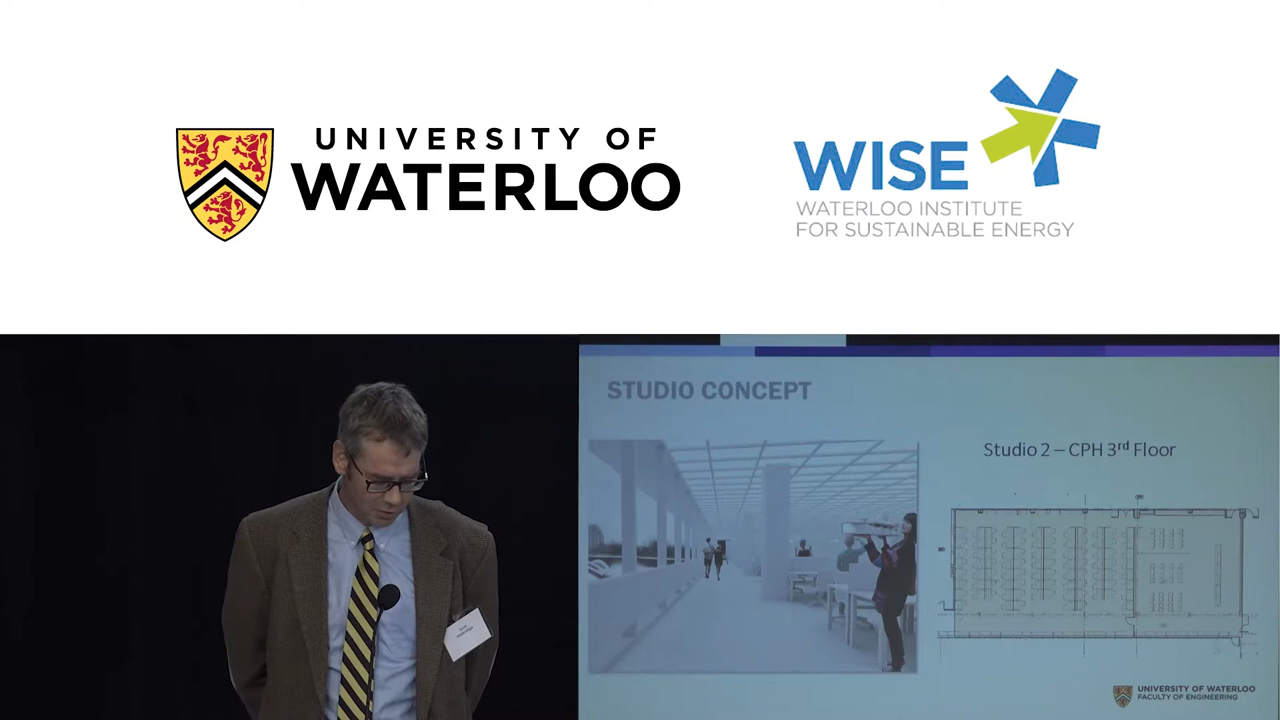 UNIVERSITY OF
WATERLOO
WISE
WATERLOO INSTITUTE
FOR SUSTAINABLE ENERGY
STUDIO CONCEPT
Studio 2 – CPH 3rd Floor
UNIVERSITY OF WATERLOO
FACULTY OF ENGINEERING